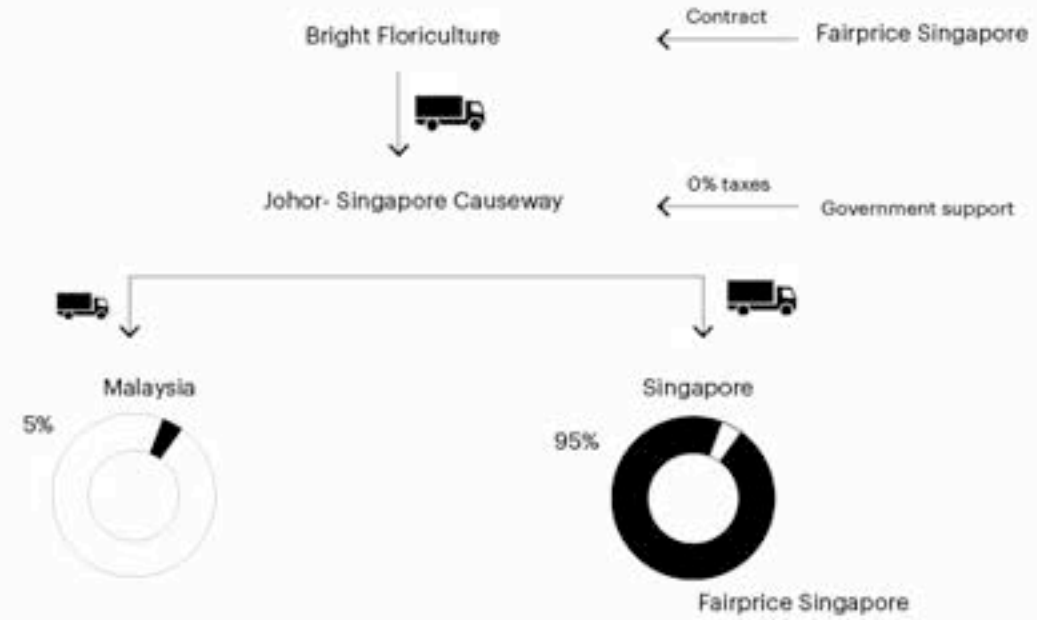 Bright Floriculture
Contract
Fairprice Singapore
Johor- Singapore Causeway
0% taxes
Government support
Malaysia
5%
Singapore
95%
Fairprice Singapore